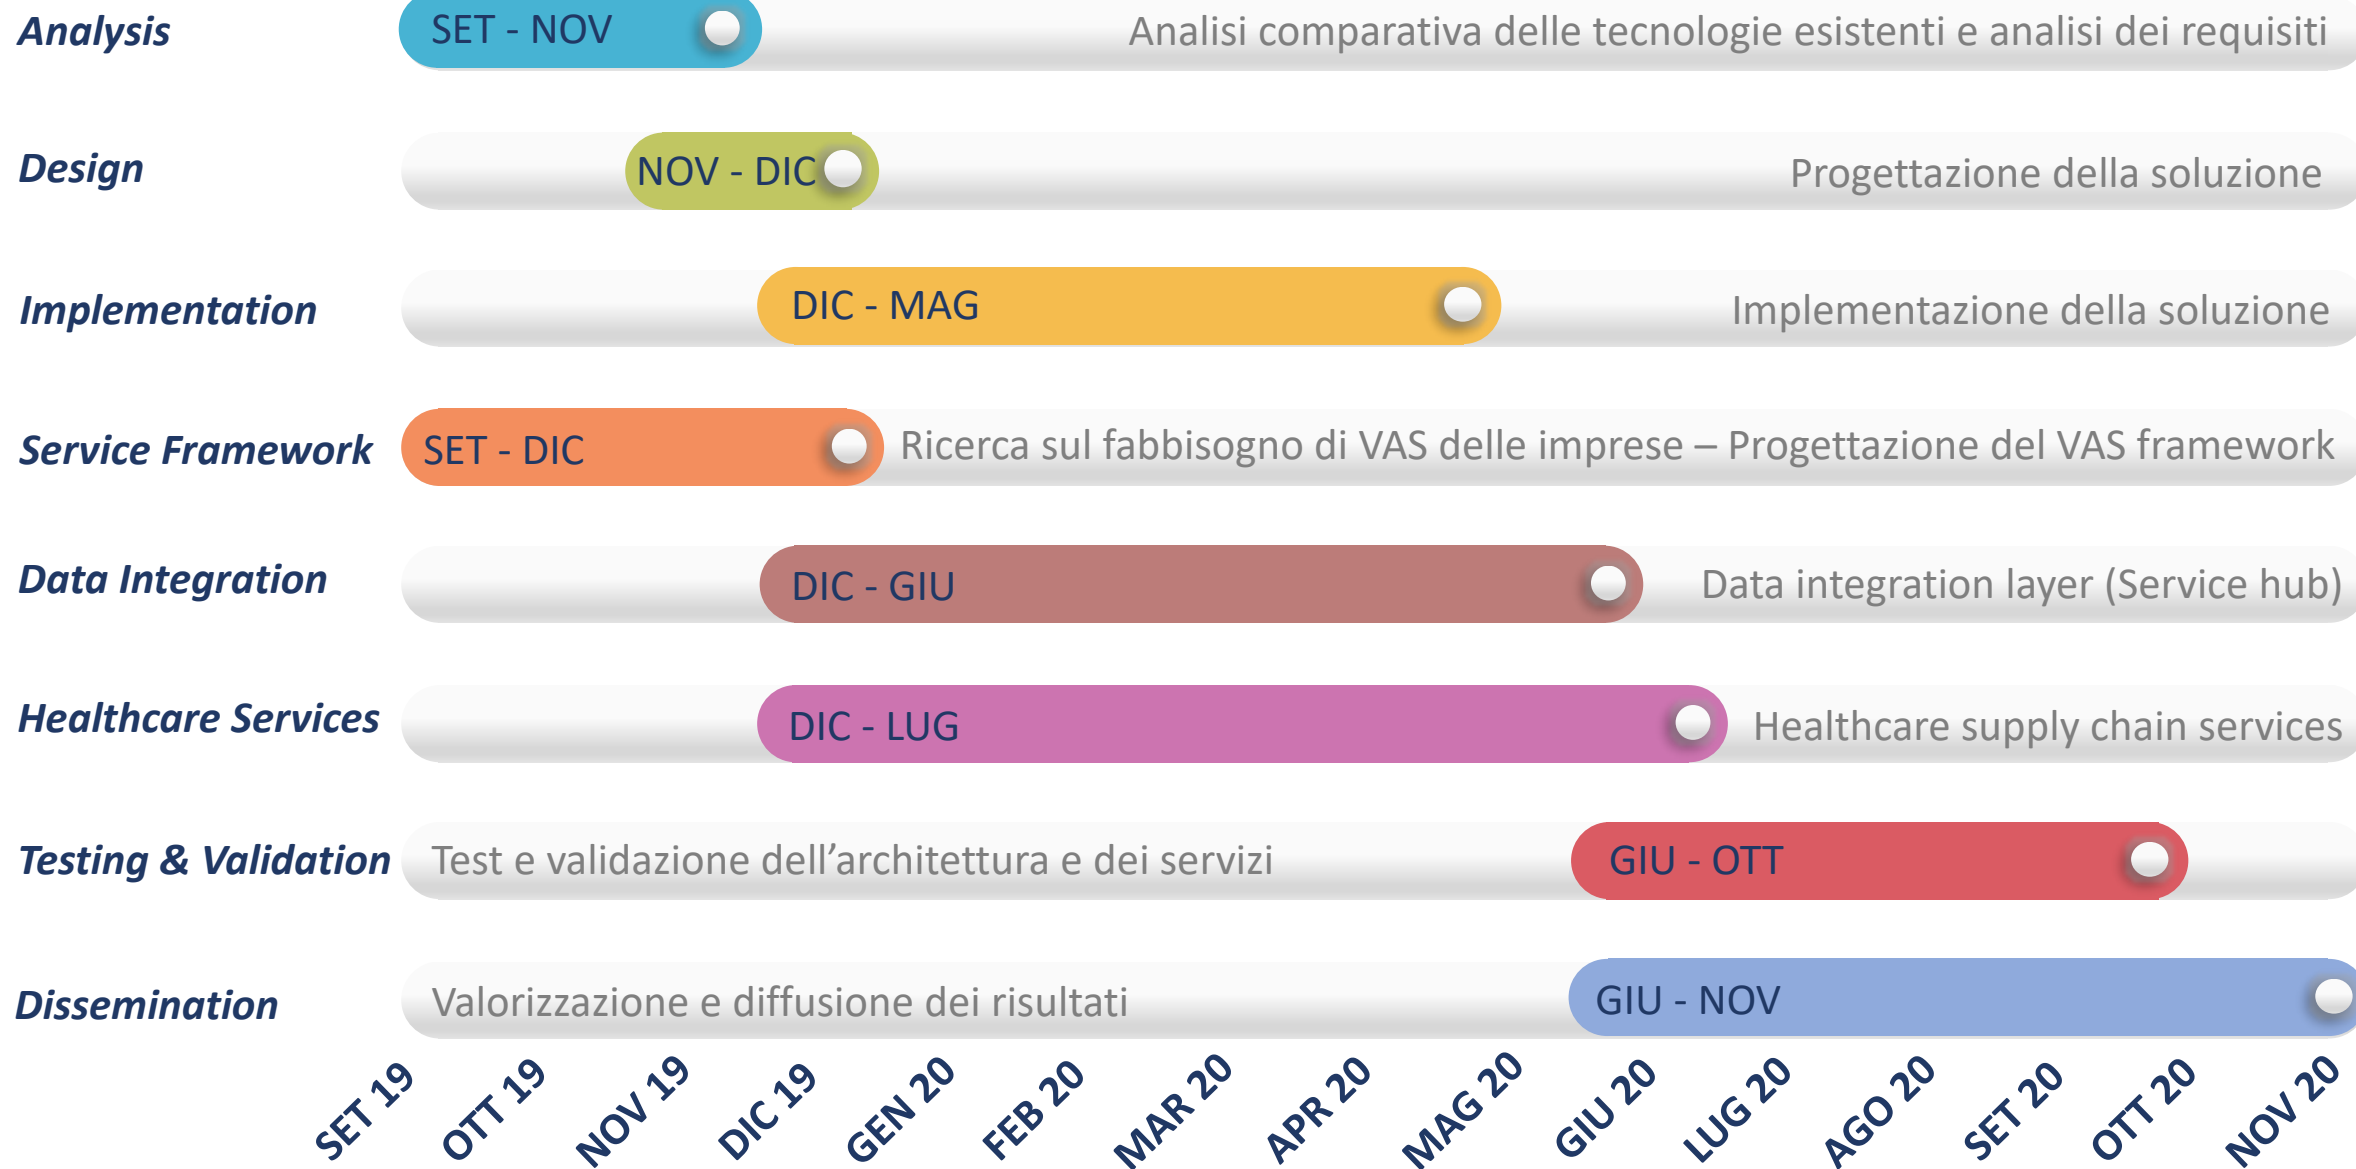 Analysis
SET - NOV
Analisi comparativa delle tecnologie esistenti e analisi dei requisiti
Design
NOV - DIC
Progettazione della soluzione
Implementation
DIC - MAG
Implementazione della soluzione
Service Framework
SET - DIC
Ricerca sul fabbisogno di VAS delle imprese – Progettazione del VAS framework
Data Integration
DIC - GIU
Data integration layer (Service hub)
Healthcare Services
DIC - LUG
Healthcare supply chain services
Testing & Validation
Test e validazione dell’architettura e dei servizi
GIU - OTT
Dissemination
Valorizzazione e diffusione dei risultati
GIU - NOV
SET 19
OTT 19
NOV 19
DIC 19
GEN 20
FEB 20
MAR 20
APR 20
MAG 20
GIU 20
LUG 20
AGO 20
SET 20
OTT 20
NOV 20